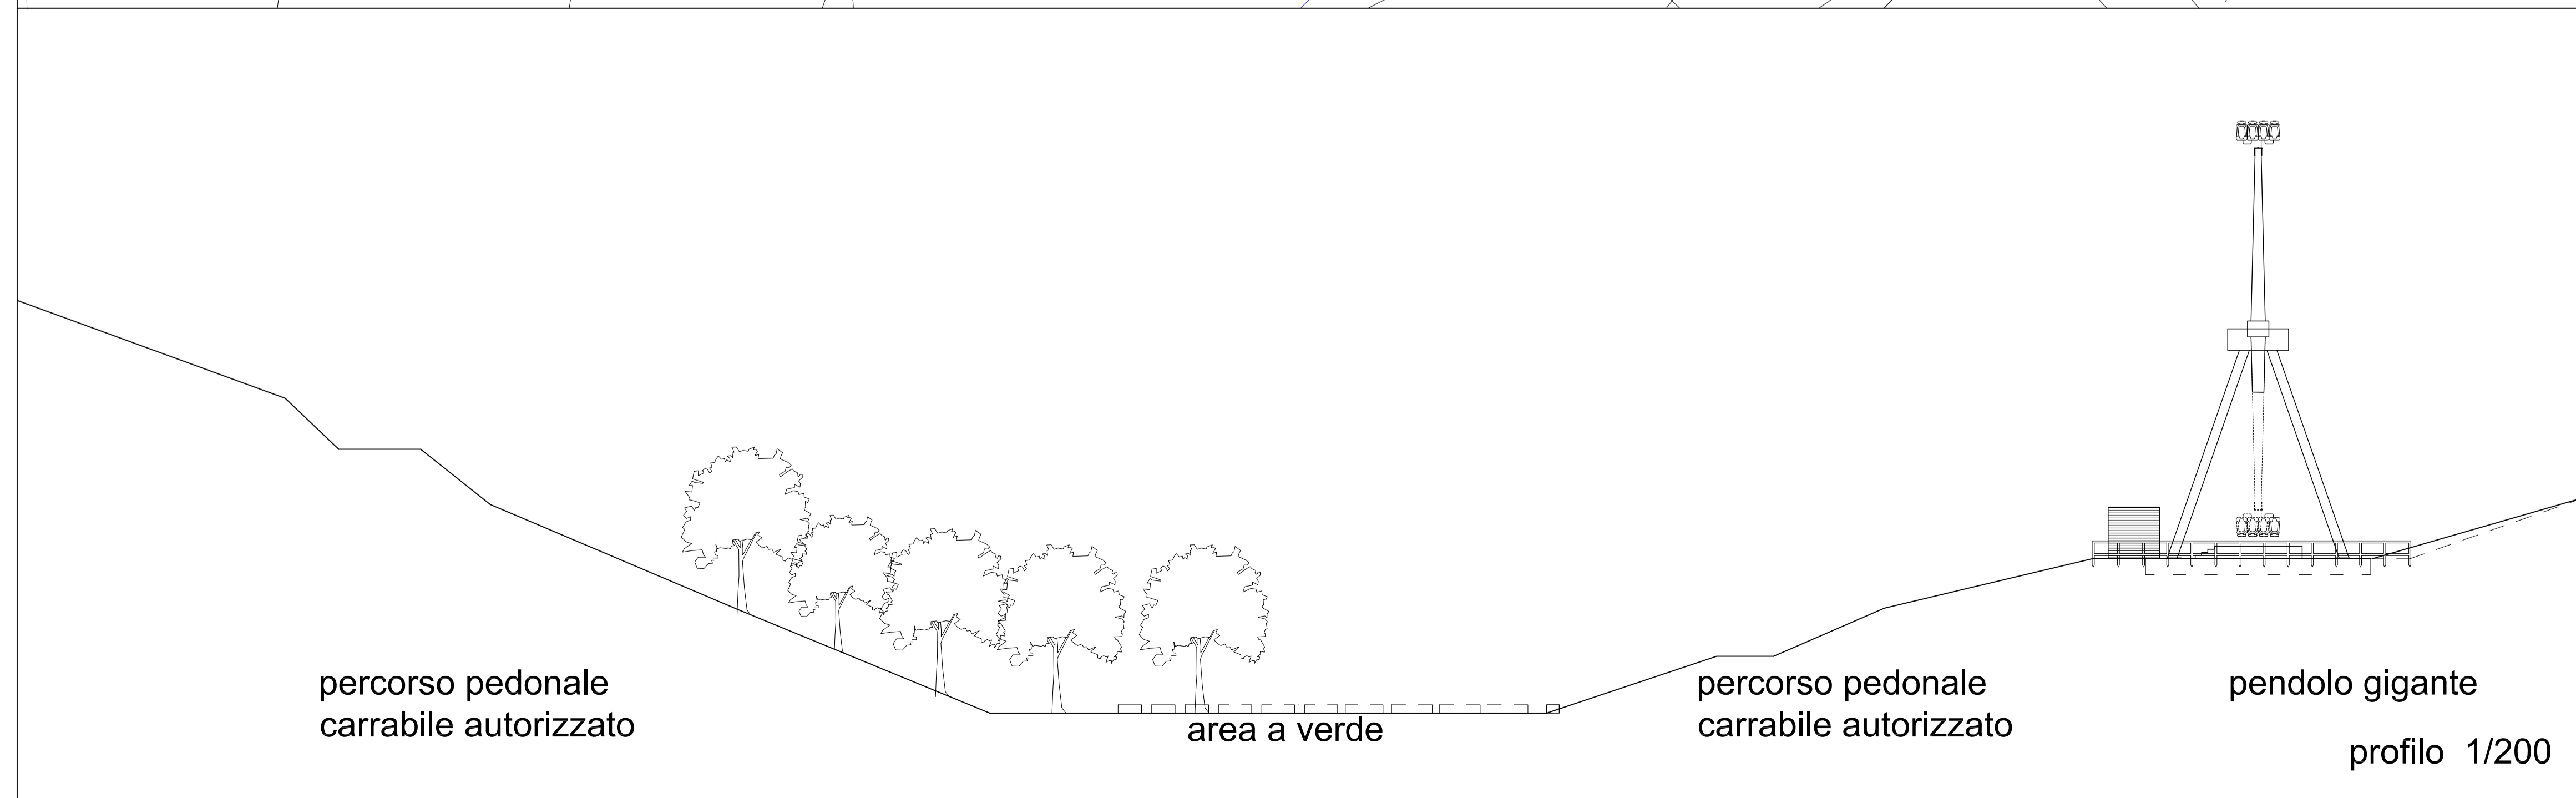 percorso pedonale
carrabile autorizzato
area a verde
percorso pedonale
carrabile autorizzato
pendolo gigante
profilo 1/200